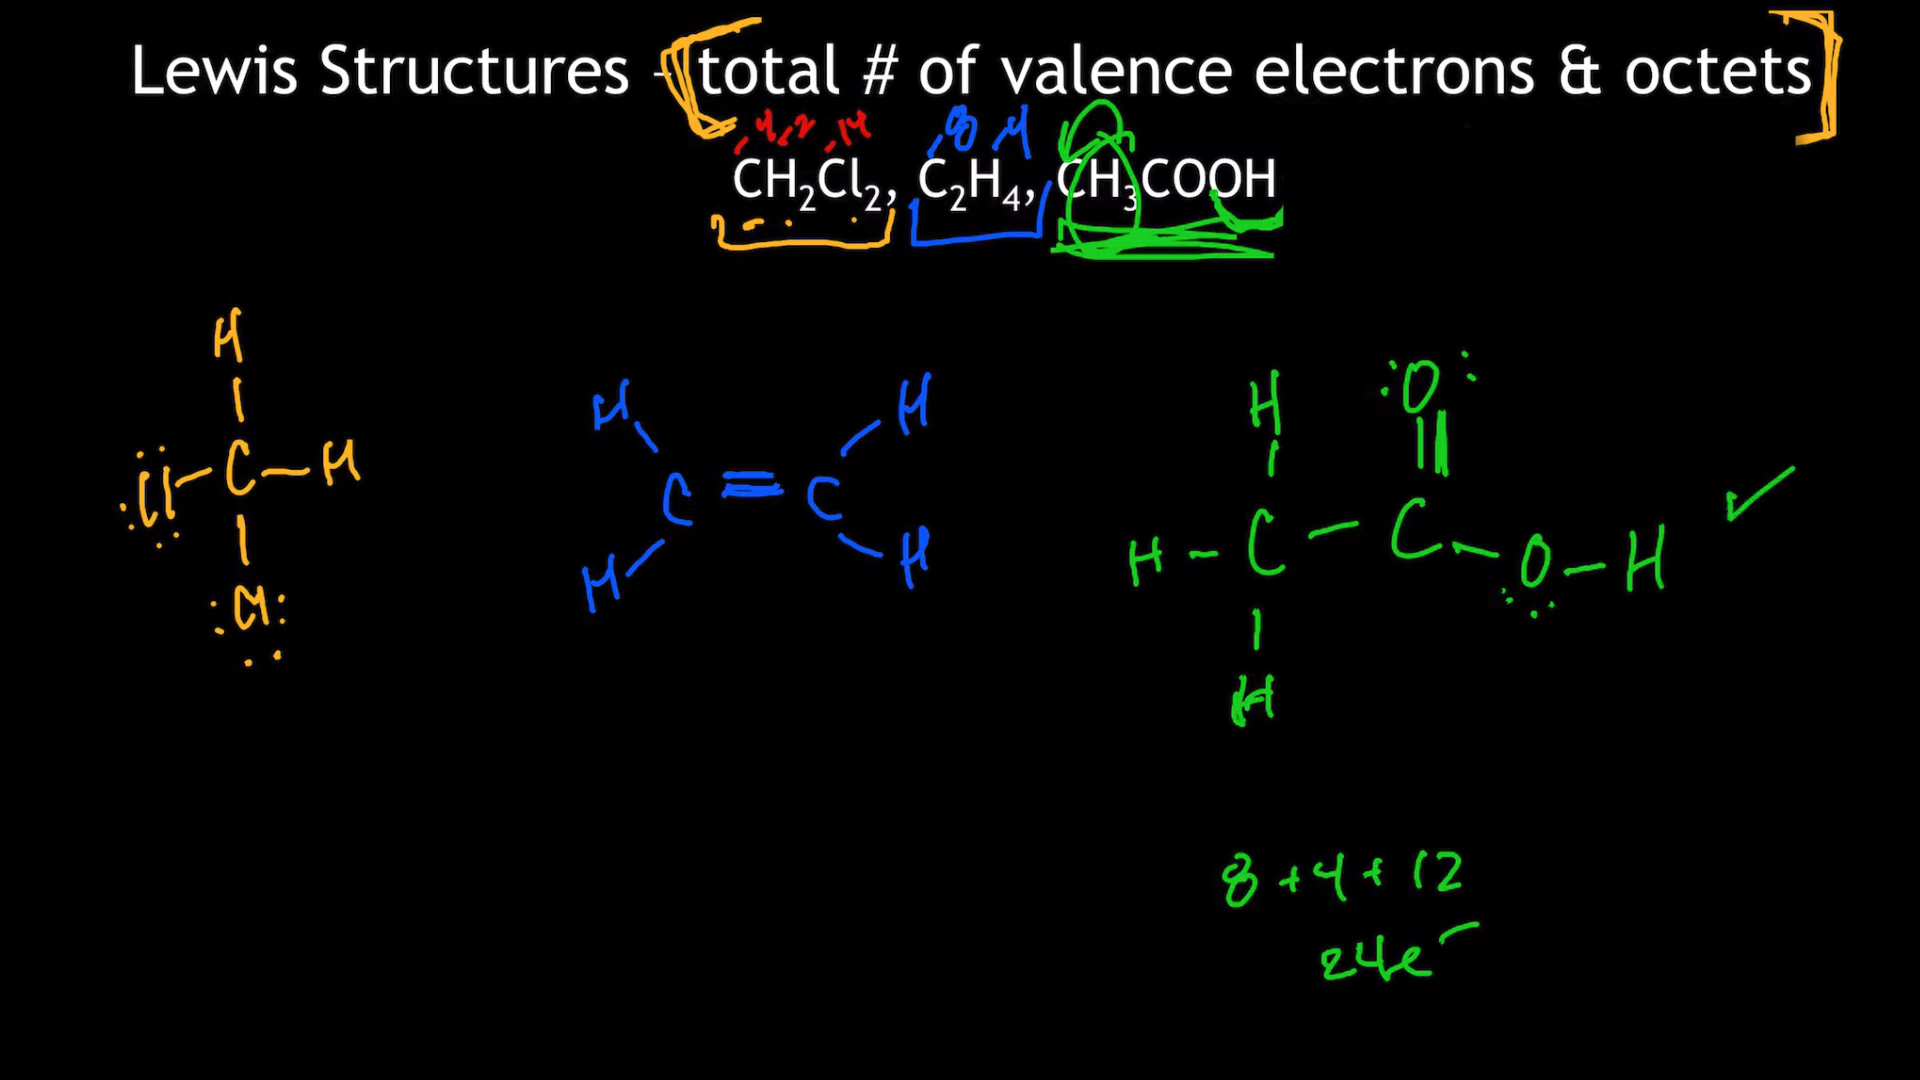 Lewis Structures - total # of valence electrons & octets
4 2 14 8 4
CH2Cl2, C2H4, CH3COOH
H
Cl-C-H
:Cl:
H H
C=C
H H
H :O:
H-C-C-O-H
H
8+4+12
24e-